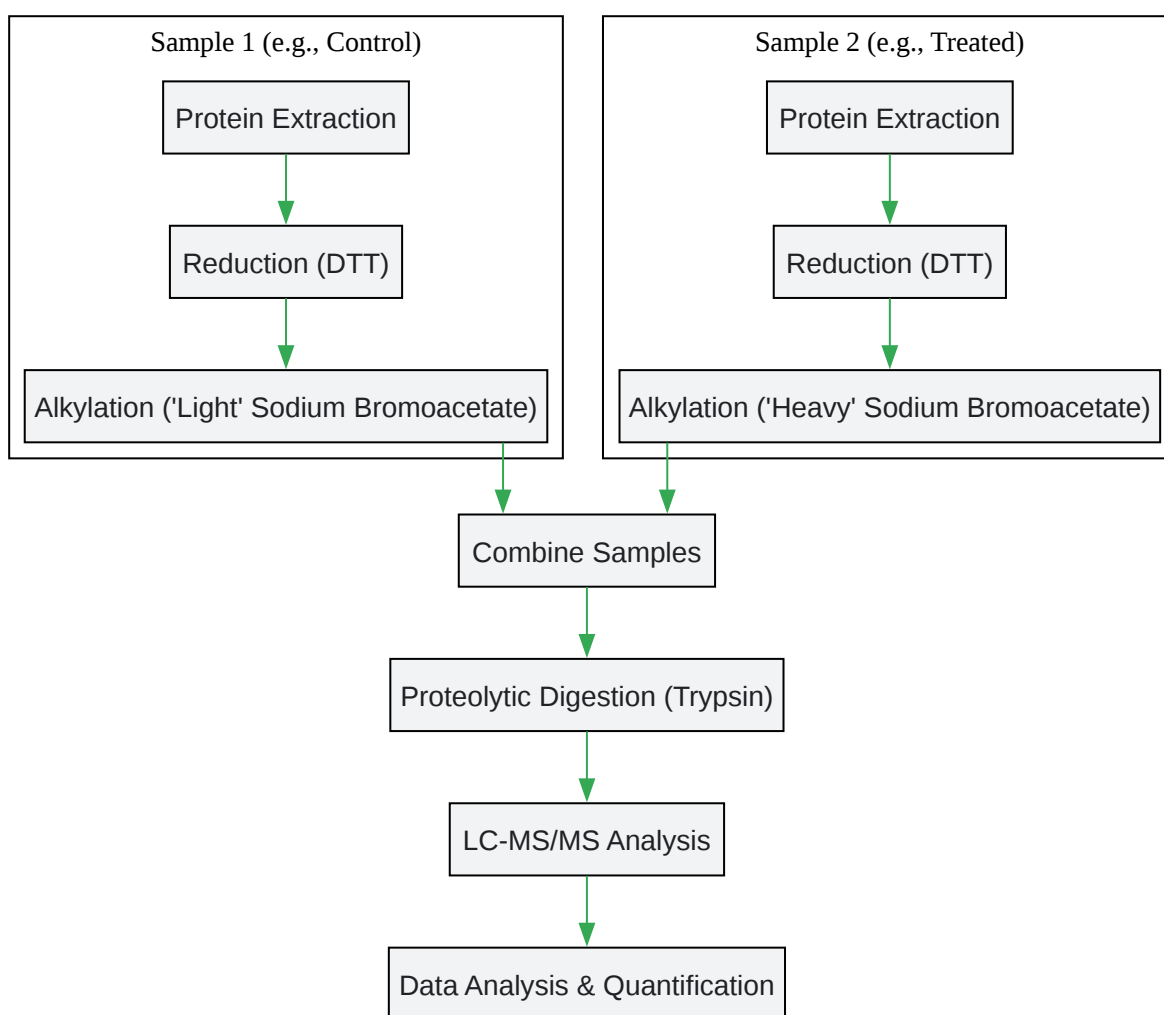 Sample 1 (e.g., Control)
Protein Extraction
Reduction (DTT)
Alkylation ('Light' Sodium Bromoacetate)
Sample 2 (e.g., Treated)
Protein Extraction
Reduction (DTT)
Alkylation ('Heavy' Sodium Bromoacetate)
Combine Samples
Proteolytic Digestion (Trypsin)
LC-MS/MS Analysis
Data Analysis & Quantification